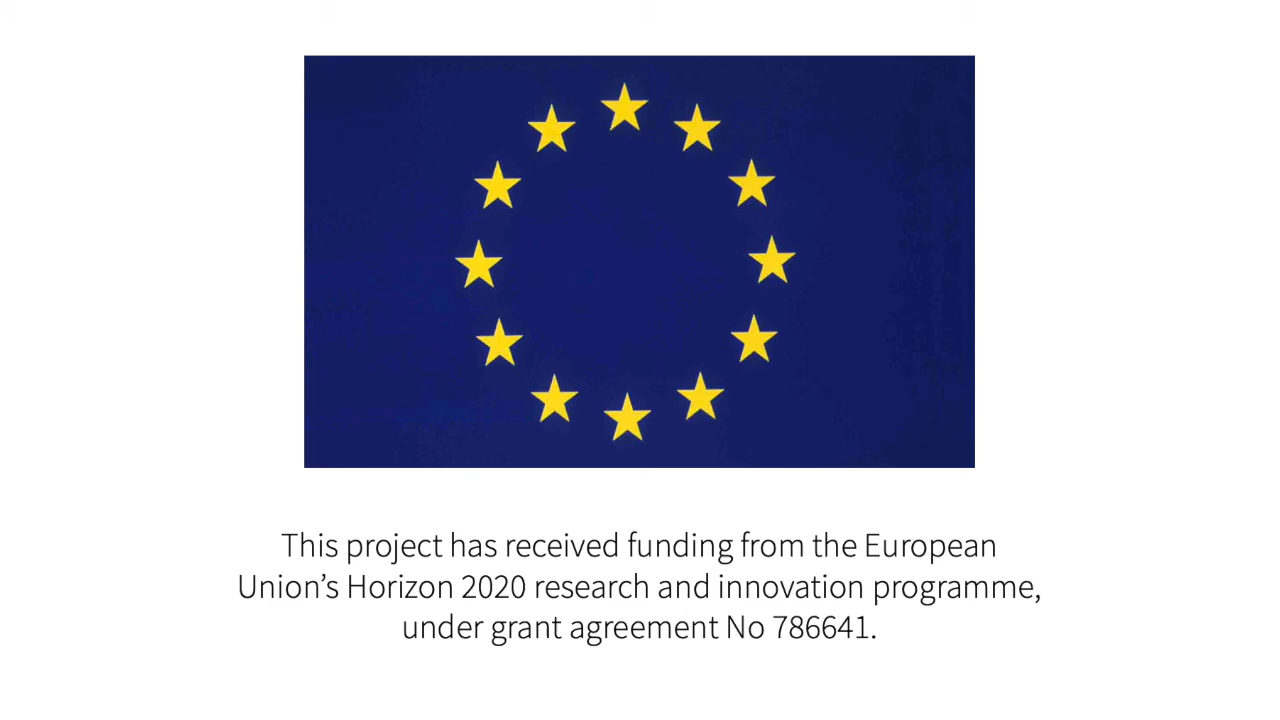 This project has received funding from the European
Union’s Horizon 2020 research and innovation programme,
under grant agreement No 786641.